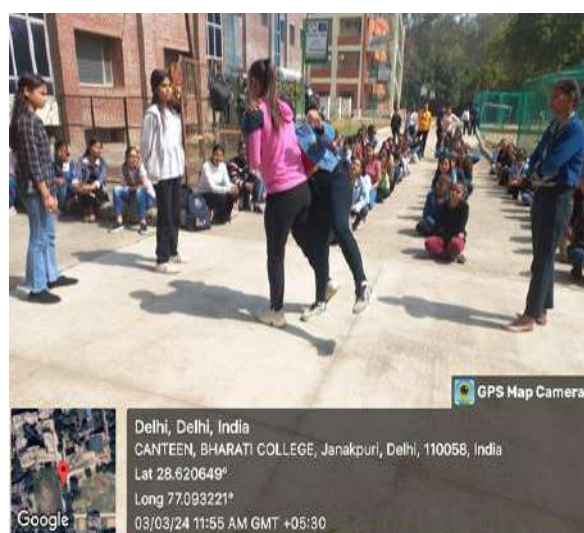 GPS Map Camera
Delhi, Delhi, India
CANTEEN, BHARATI COLLEGE, Janakpuri, Delhi, 110058, India
Lat 28.620649°
Long 77.093221°
03/03/24 11:55 AM GMT +05:30
Google